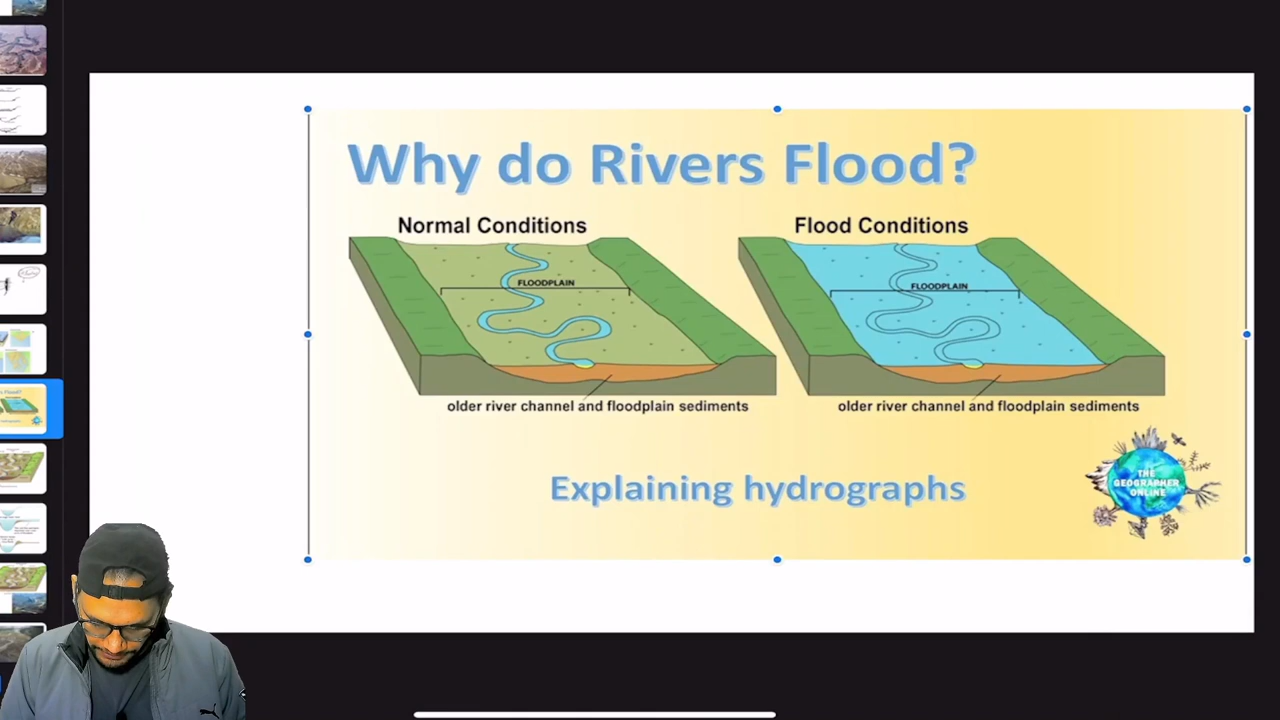 Why do Rivers Flood?
Normal Conditions
Flood Conditions
FLOODPLAIN
FLOODPLAIN
older river channel and floodplain sediments
older river channel and floodplain sediments
Explaining hydrographs
THE
GEOGRAPHER
ONLINE